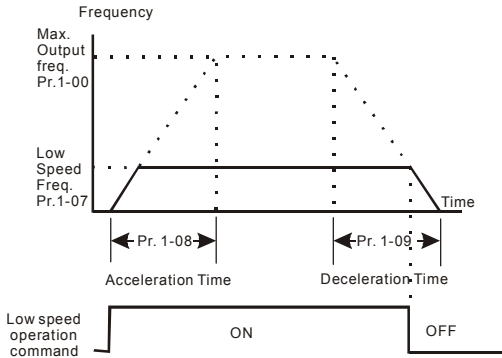 Frequency
Max.
Output
freq.
Pr.1-00
Low
Speed
Freq.
Pr.1-07
Time
Pr. 1-08
Pr. 1-09
Acceleration Time
Deceleration Time
Low speed
operation
command
ON
OFF